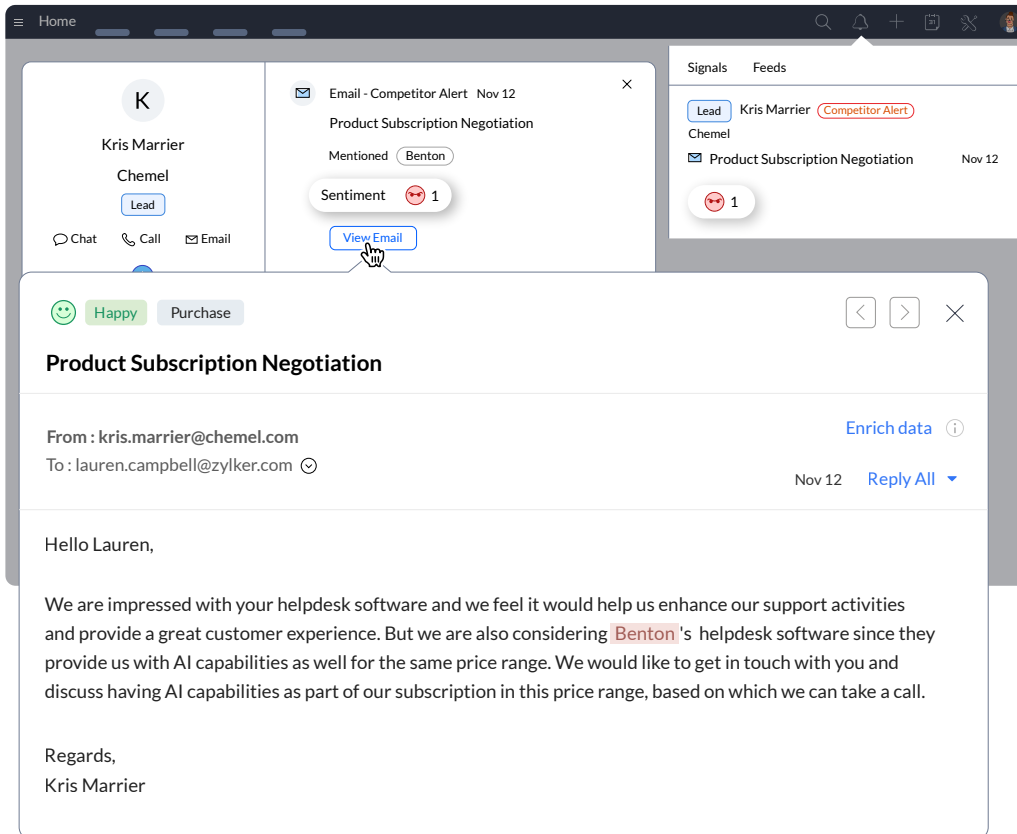 Home
K
Kris Marrier
Chemel
Lead
Chat Call Email
Email - Competitor Alert Nov 12
Product Subscription Negotiation
Mentioned Benton
Sentiment 1
View Email
Signals Feeds
Lead Kris Marrier Competitor Alert
Chemel
Product Subscription Negotiation Nov 12
1
Happy Purchase
Product Subscription Negotiation
From : kris.marrier@chemel.com
To : lauren.campbell@zylker.com
Enrich data
Nov 12 Reply All
Hello Lauren,
We are impressed with your helpdesk software and we feel it would help us enhance our support activities
and provide a great customer experience. But we are also considering Benton 's helpdesk software since they
provide us with AI capabilities as well for the same price range. We would like to get in touch with you and
discuss having AI capabilities as part of our subscription in this price range, based on which we can take a call.
Regards,
Kris Marrier